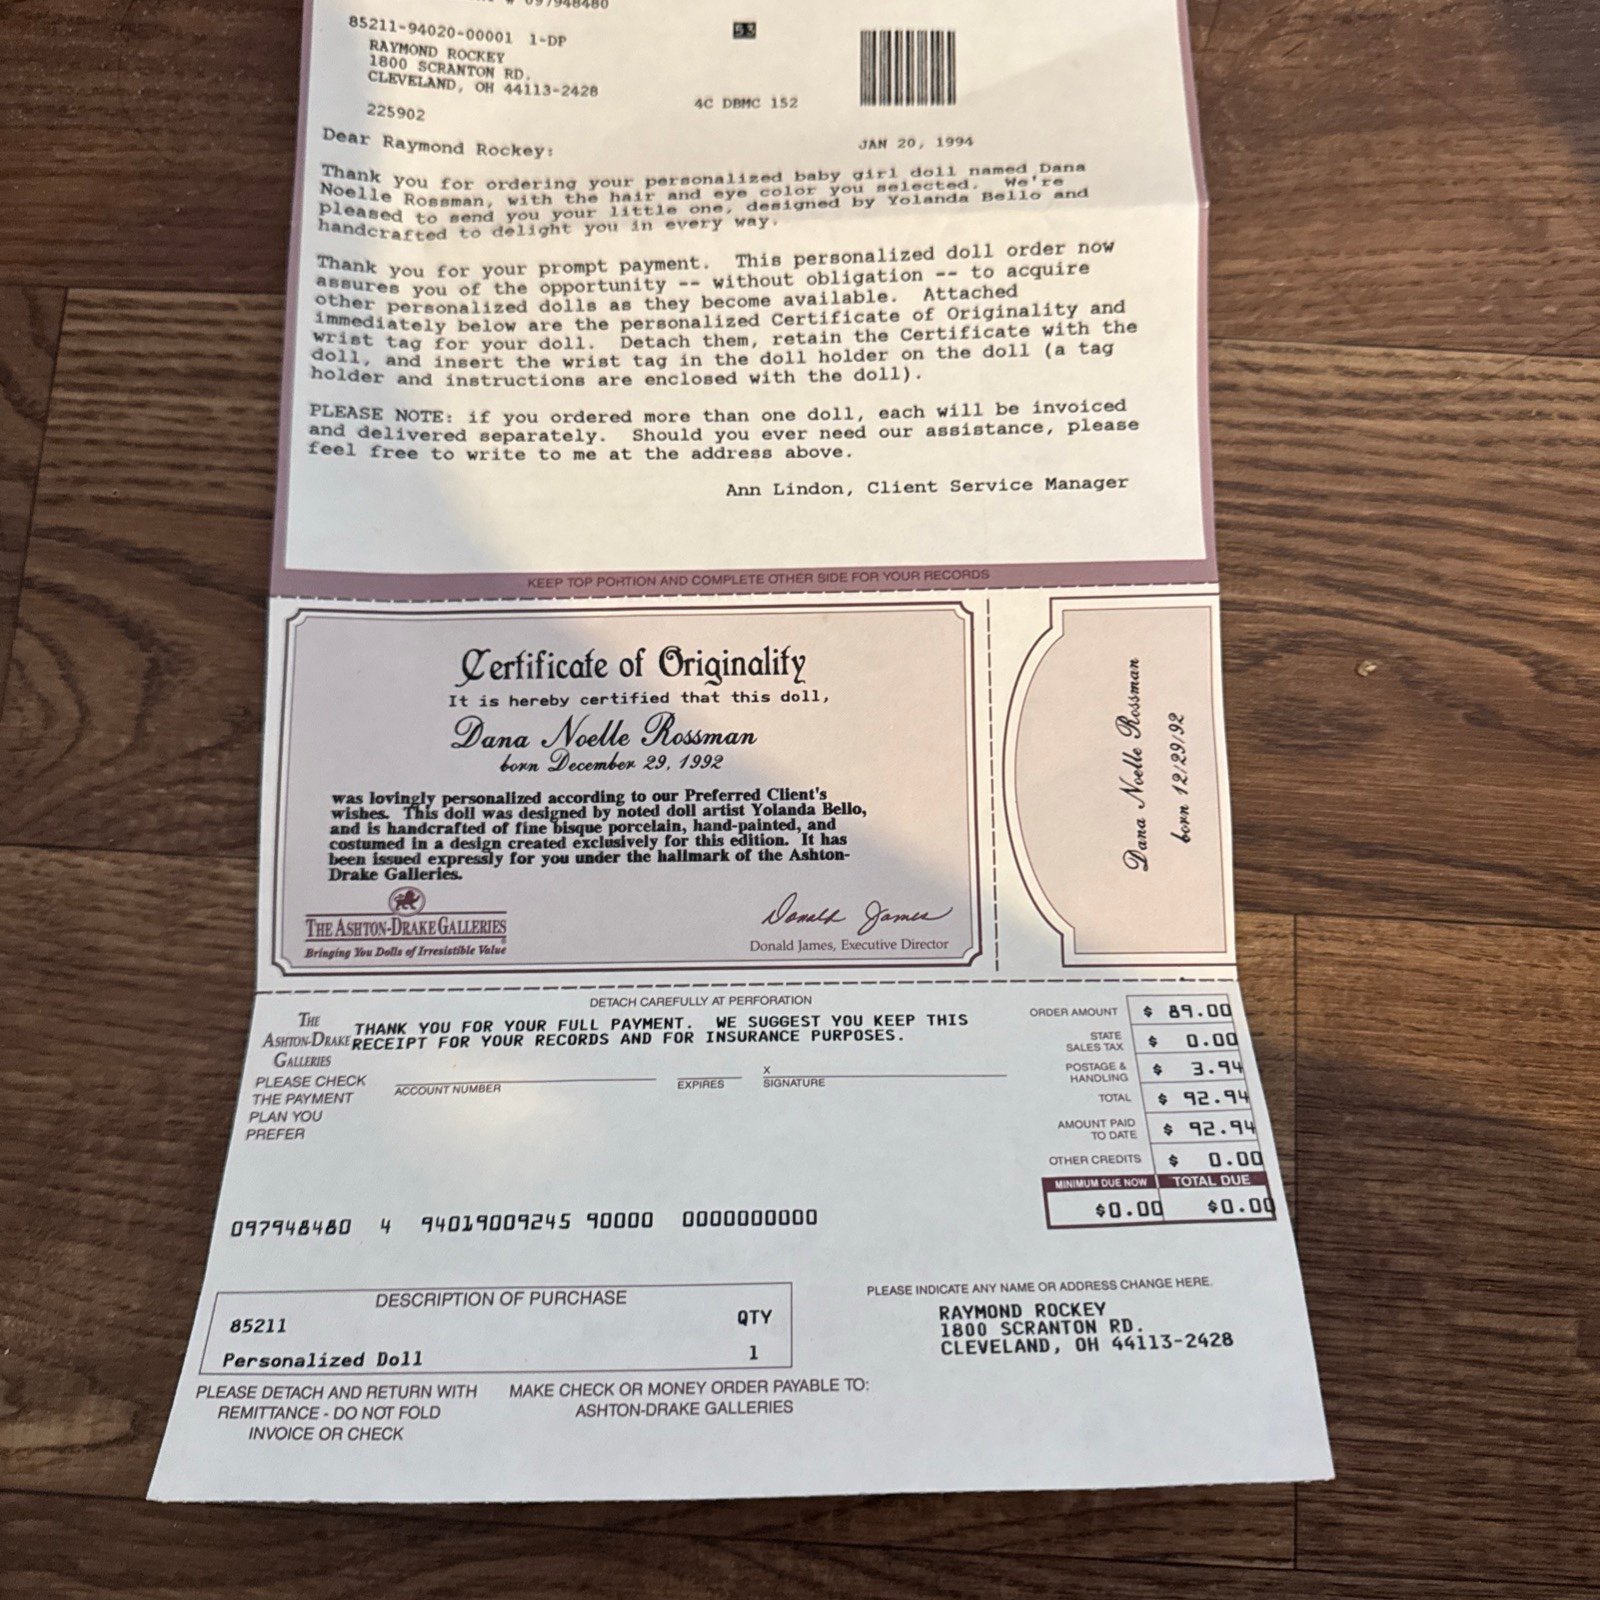 097948480
85211-94020-00001 1-DP
RAYMOND ROCKEY
1800 SCRANTON RD.
CLEVELAND, OH 44113-2428
53
4C DBMC 152
225902
JAN 20, 1994
Dear Raymond Rockey:
Thank you for ordering your personalized baby girl doll named Dana
Noelle Rossman, with the hair and eye color you selected. We're
pleased to send you your little one, designed by Yolanda Bello and
handcrafted to delight you in every way.
Thank you for your prompt payment. This personalized doll order now
assures you of the opportunity -- without obligation -- to acquire
other personalized dolls as they become available. Attached
immediately below are the personalized Certificate of Originality and
wrist tag for your doll. Detach them, retain the Certificate with the
doll, and insert the wrist tag in the doll holder on the doll (a tag
holder and instructions are enclosed with the doll).
PLEASE NOTE: if you ordered more than one doll, each will be invoiced
and delivered separately. Should you ever need our assistance, please
feel free to write to me at the address above.
Ann Lindon, Client Service Manager
KEEP TOP PORTION AND COMPLETE OTHER SIDE FOR YOUR RECORDS
Certificate of Originality
It is hereby certified that this doll,
Dana Noelle Rossman
born December 29, 1992
was lovingly personalized according to our Preferred Client's
wishes. This doll was designed by noted doll artist Yolanda Bello,
and is handcrafted of fine bisque porcelain, hand-painted, and
costumed in a design created exclusively for this edition. It has
been issued expressly for you under the hallmark of the Ashton-
Drake Galleries.
THE ASHTON-DRAKE GALLERIES
Bringing You Dolls of Irresistible Value
Donald James
Donald James, Executive Director
Dana Noelle Rossman
born 12/29/92
DETACH CAREFULLY AT PERFORATION
THE
ASHTON-DRAKE
GALLERIES
THANK YOU FOR YOUR FULL PAYMENT. WE SUGGEST YOU KEEP THIS
RECEIPT FOR YOUR RECORDS AND FOR INSURANCE PURPOSES.
PLEASE CHECK
THE PAYMENT
PLAN YOU
PREFER
ACCOUNT NUMBER
EXPIRES
X
SIGNATURE
ORDER AMOUNT $ 89.00
STATE
SALES TAX $ 0.00
POSTAGE &
HANDLING $ 3.94
TOTAL $ 92.94
AMOUNT PAID
TO DATE $ 92.94
OTHER CREDITS $ 0.00
MINIMUM DUE NOW TOTAL DUE
$0.00 $0.00
097948480 4 94019009245 90000 0000000000
DESCRIPTION OF PURCHASE
QTY
85211
Personalized Doll 1
PLEASE INDICATE ANY NAME OR ADDRESS CHANGE HERE.
RAYMOND ROCKEY
1800 SCRANTON RD.
CLEVELAND, OH 44113-2428
PLEASE DETACH AND RETURN WITH
REMITTANCE - DO NOT FOLD
INVOICE OR CHECK
MAKE CHECK OR MONEY ORDER PAYABLE TO:
ASHTON-DRAKE GALLERIES